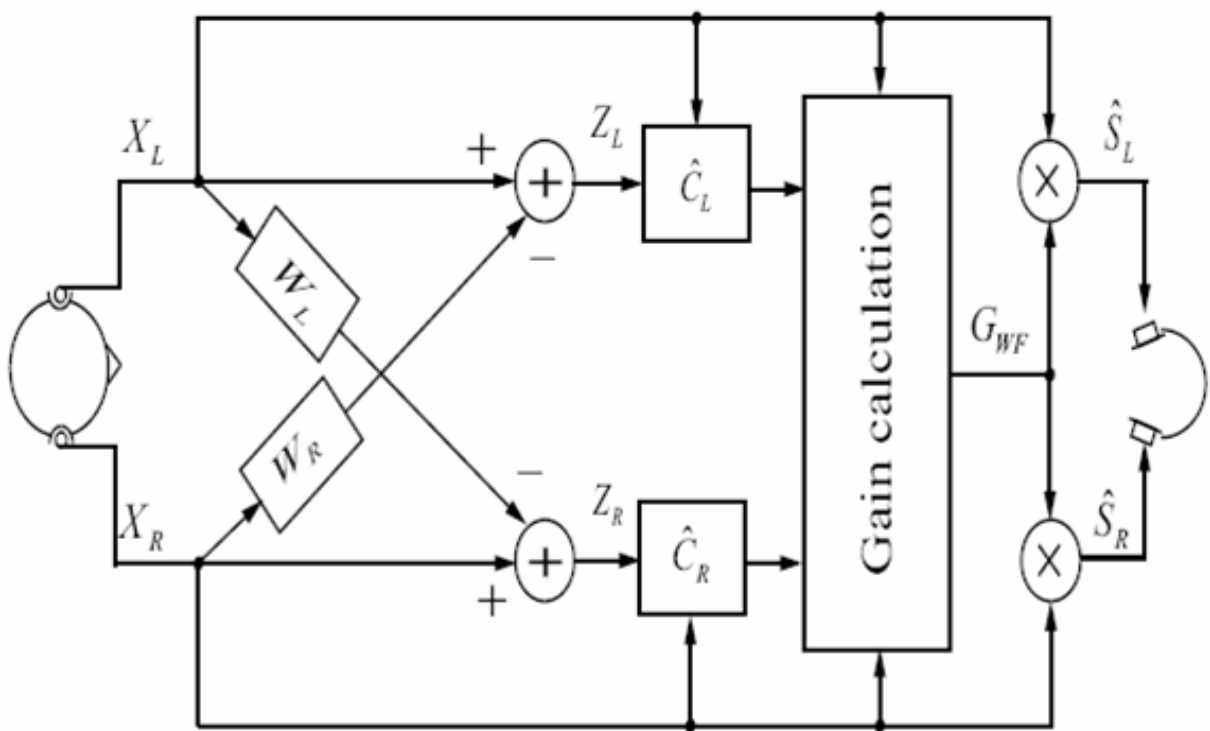 X_L
+
Z_L
Ĉ_L
Ŝ_L
+
−
W_L
Gain calculation
G_WF
W_R
−
X_R
Z_R
Ĉ_R
Ŝ_R
+
+
×
×